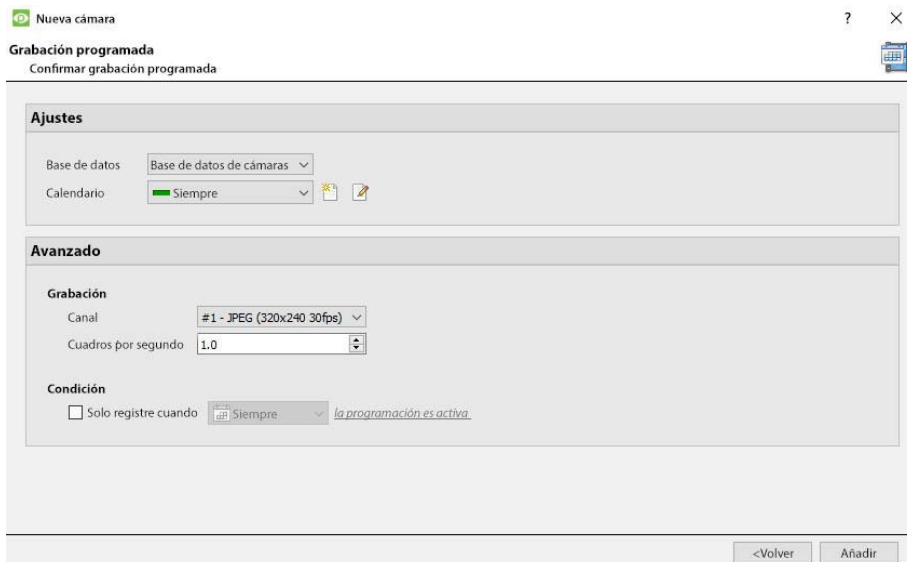 Nueva cámara
?
Grabación programada
Confirmar grabación programada
Ajustes
Base de datos Base de datos de cámaras
Calendario Siempre
Avanzado
Grabación
Canal #1 - JPEG (320x240 30fps)
Cuadros por segundo 1.0
Condición
Solo registre cuando Siempre la programación es activa
<Volver Añadir